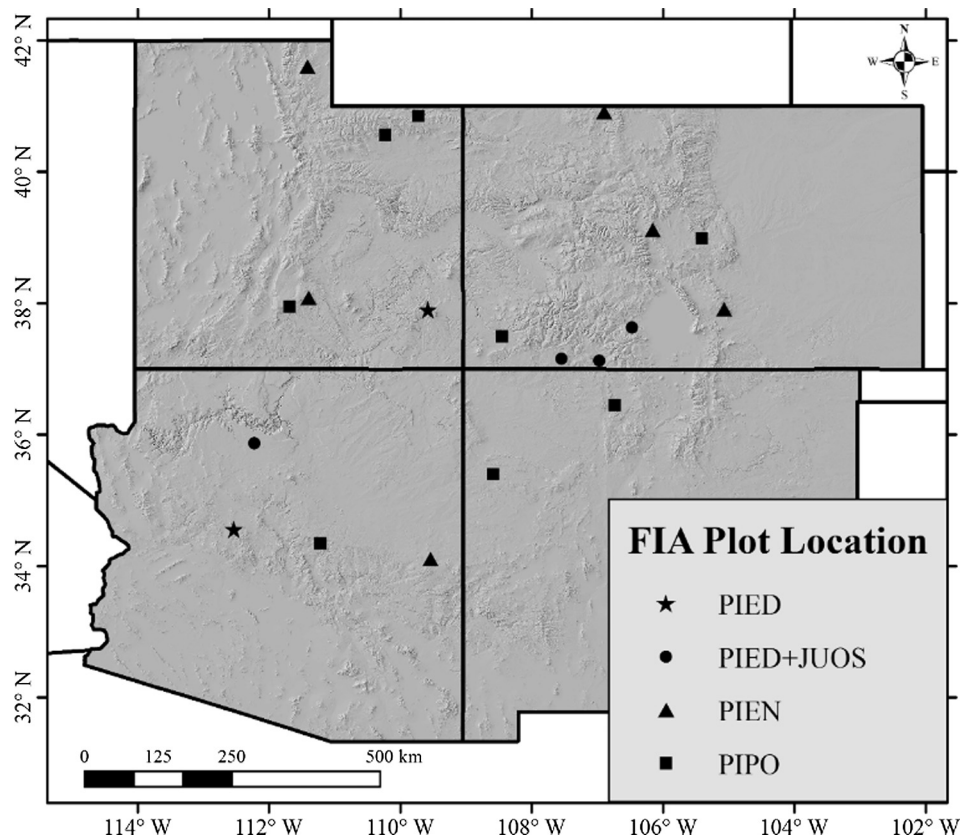 N
W E
S
42° N
40° N
38° N
36° N
34° N
32° N
FIA Plot Location
PIED
PIED+JUOS
PIEN
PIPO
0 125 250 500 km
114° W 112° W 110° W 108° W 106° W 104° W 102° W